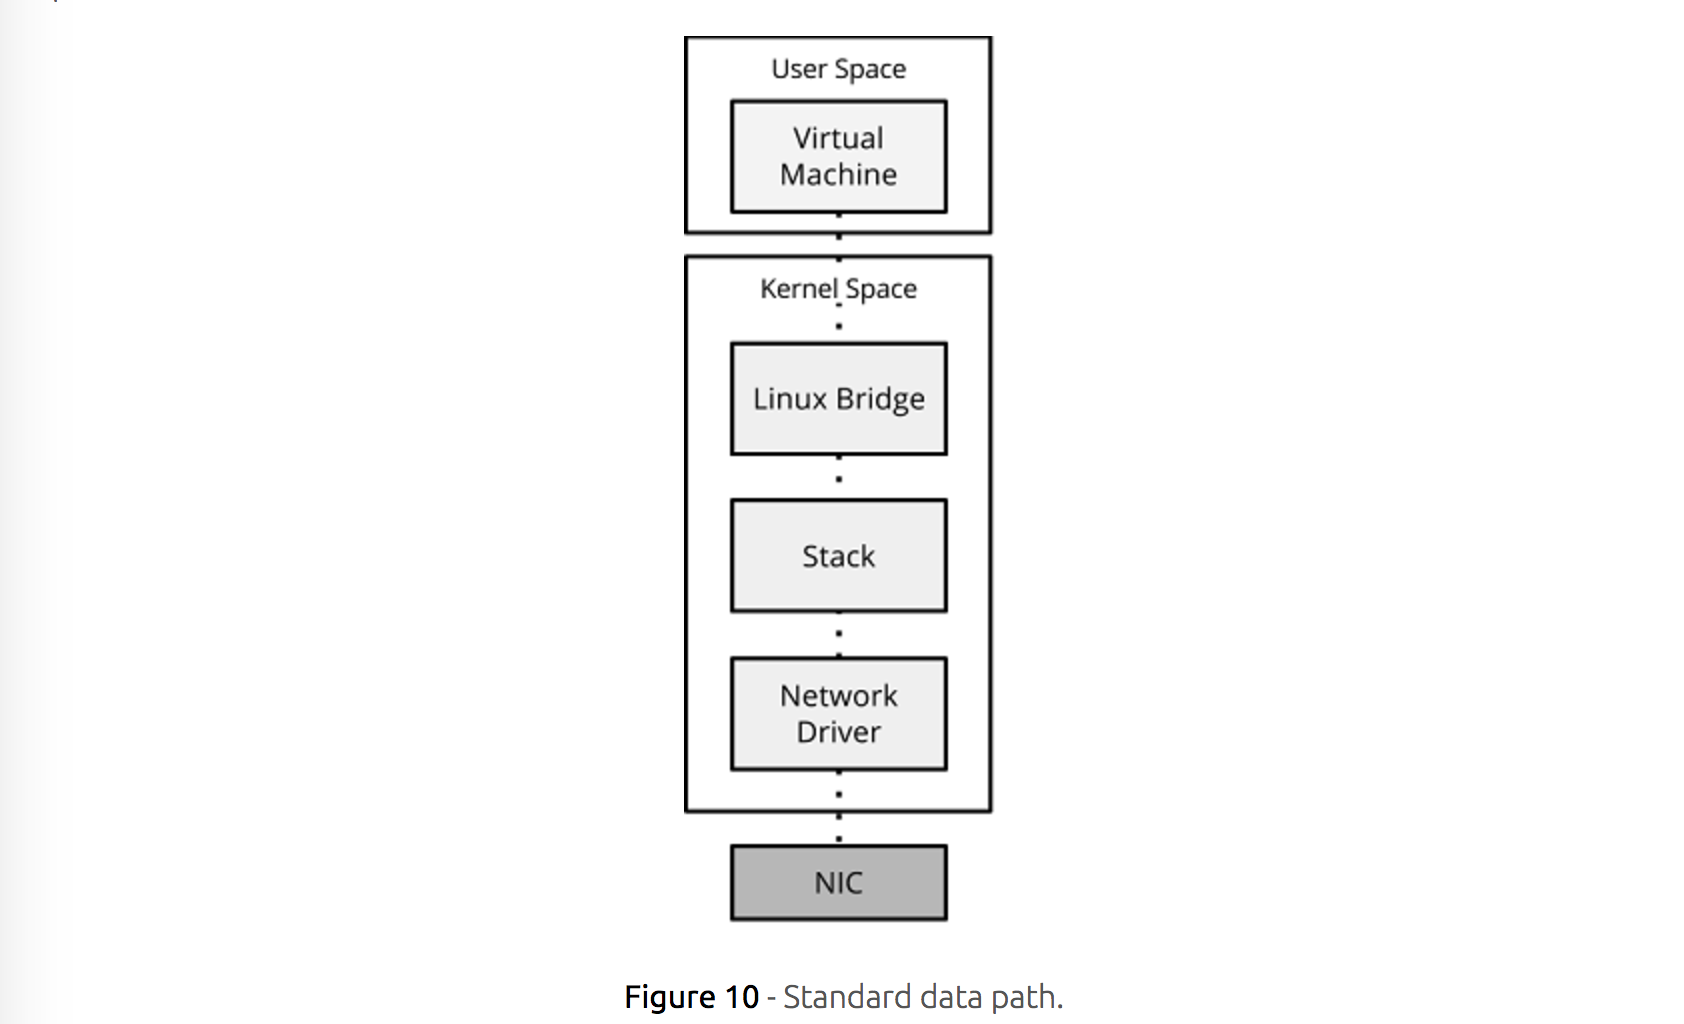 User Space
Virtual
Machine
Kernel Space
Linux Bridge
Stack
Network
Driver
NIC
Figure 10 - Standard data path.